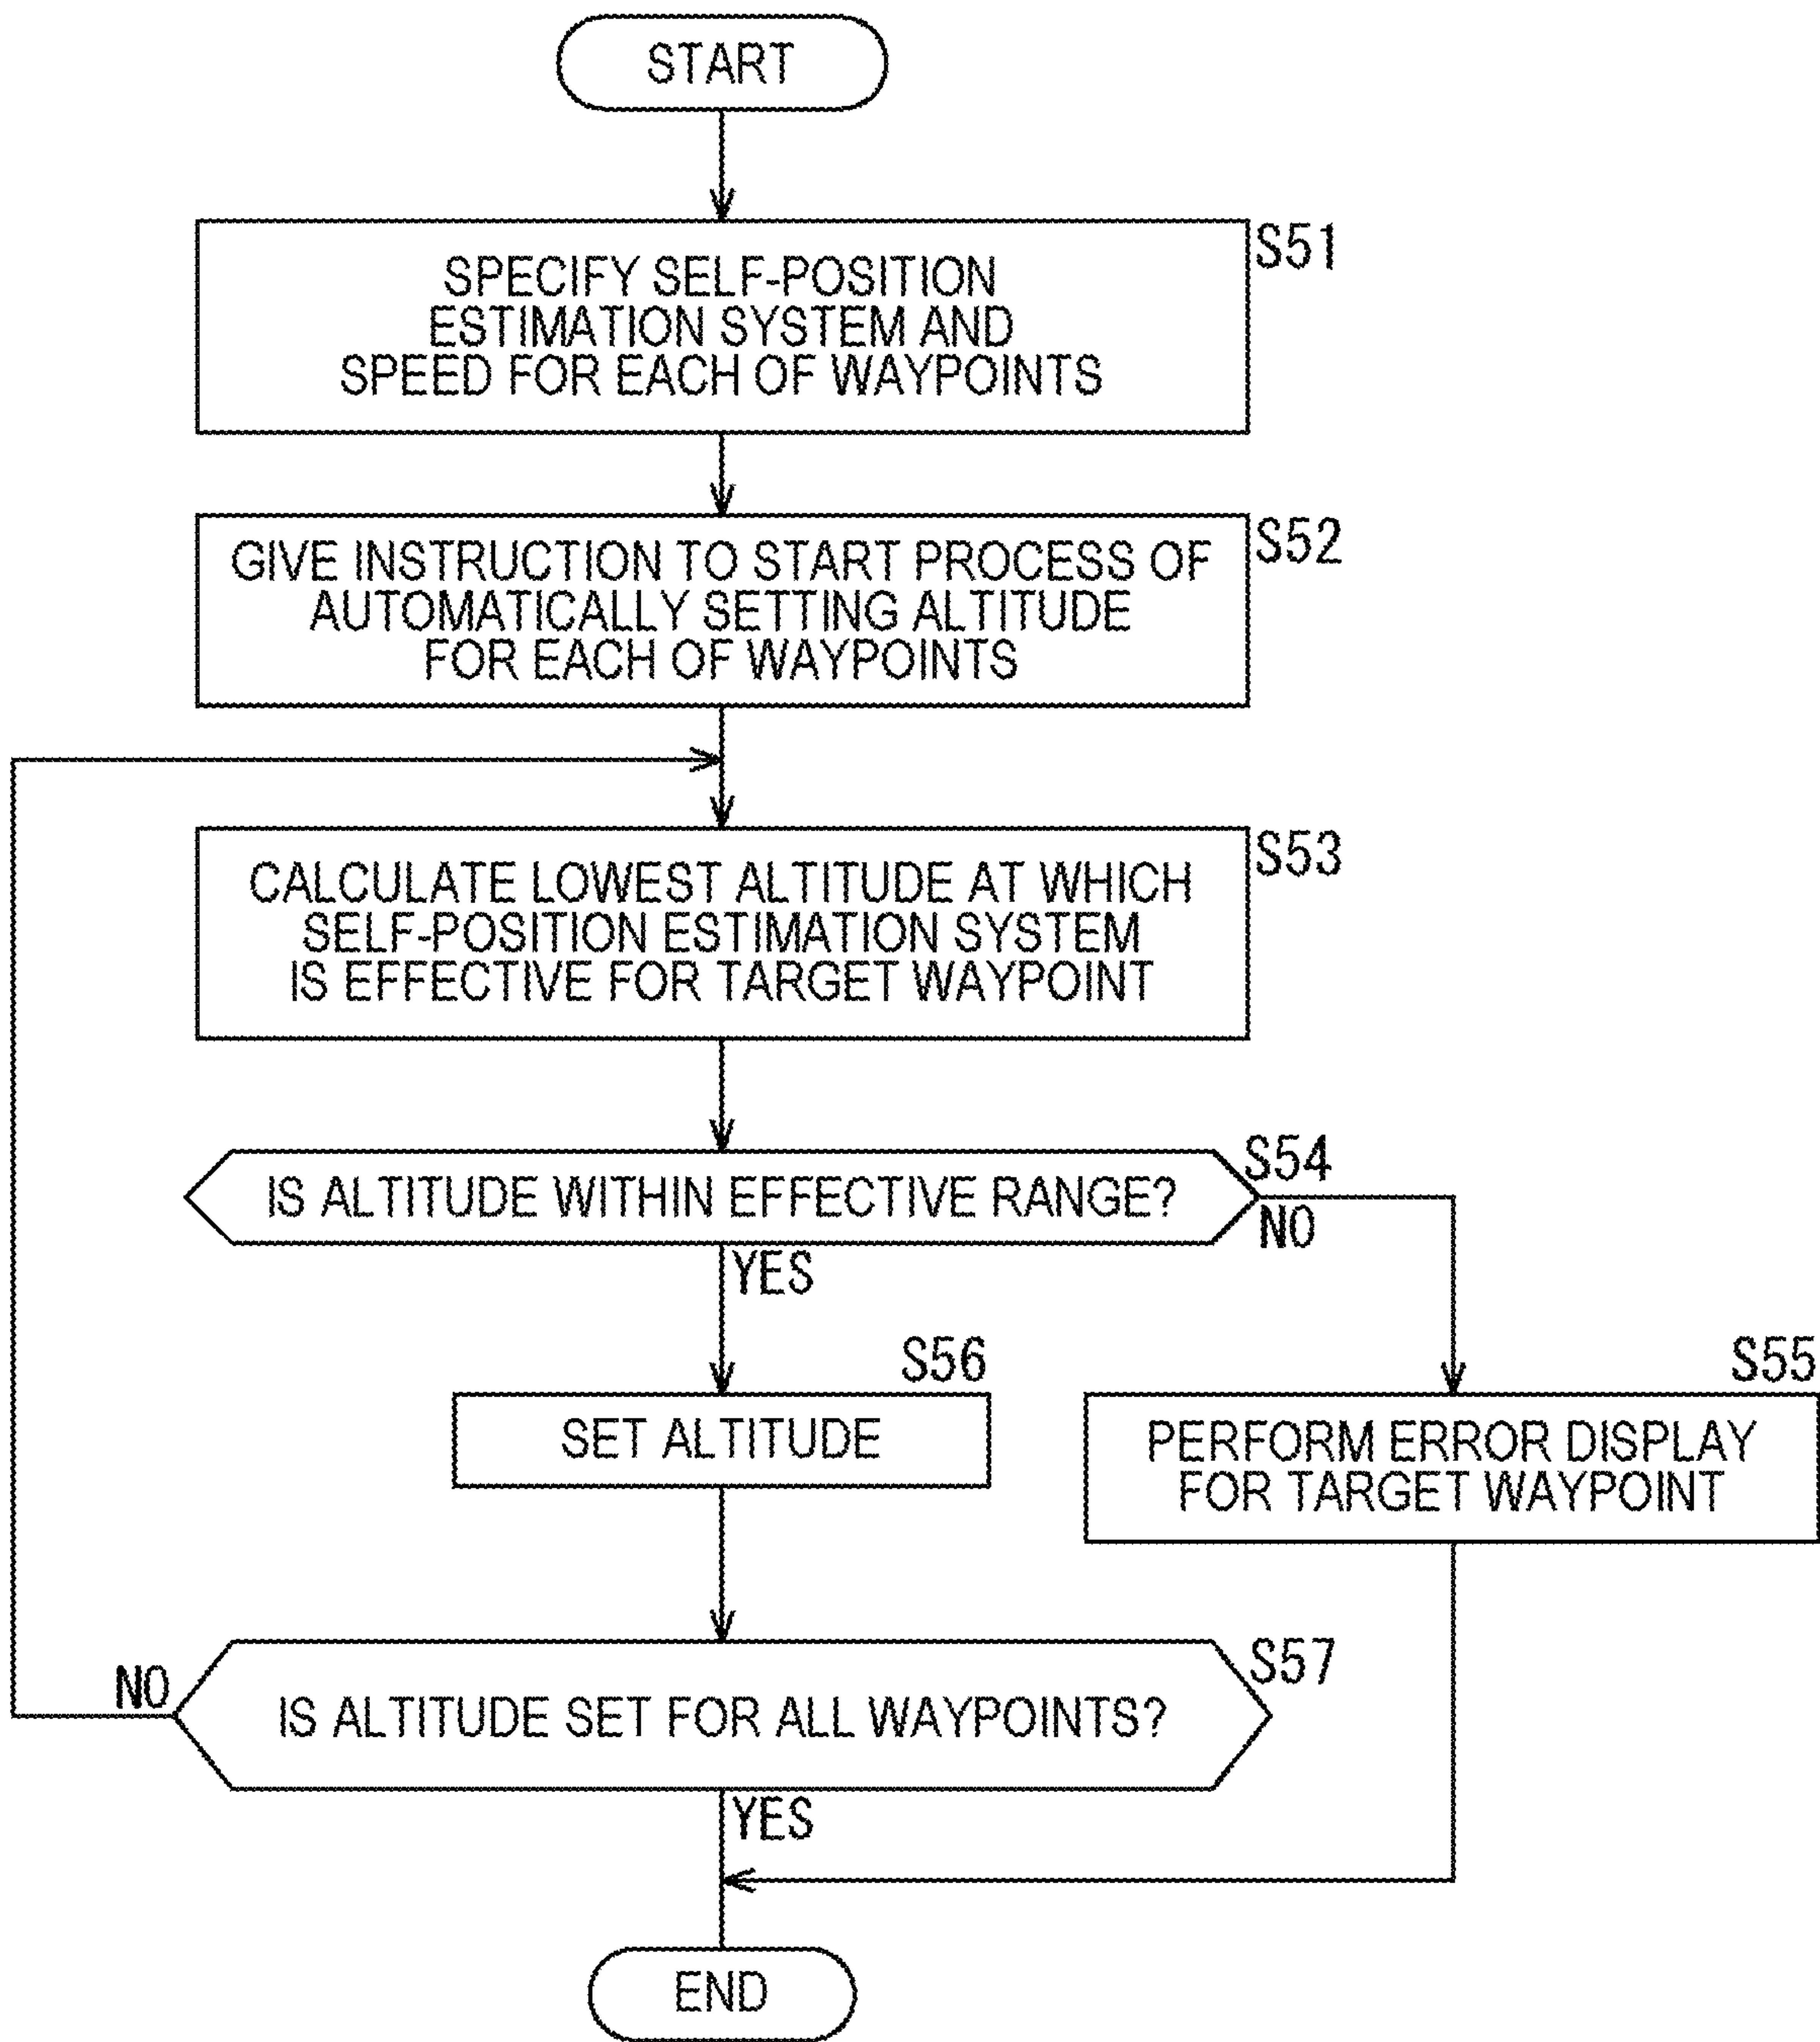 START
S51
SPECIFY SELF-POSITION
ESTIMATION SYSTEM AND
SPEED FOR EACH OF WAYPOINTS
S52
GIVE INSTRUCTION TO START PROCESS OF
AUTOMATICALLY SETTING ALTITUDE
FOR EACH OF WAYPOINTS
S53
CALCULATE LOWEST ALTITUDE AT WHICH
SELF-POSITION ESTIMATION SYSTEM
IS EFFECTIVE FOR TARGET WAYPOINT
S54
IS ALTITUDE WITHIN EFFECTIVE RANGE?
NO
YES
S56
SET ALTITUDE
S55
PERFORM ERROR DISPLAY
FOR TARGET WAYPOINT
S57
NO
IS ALTITUDE SET FOR ALL WAYPOINTS?
YES
END